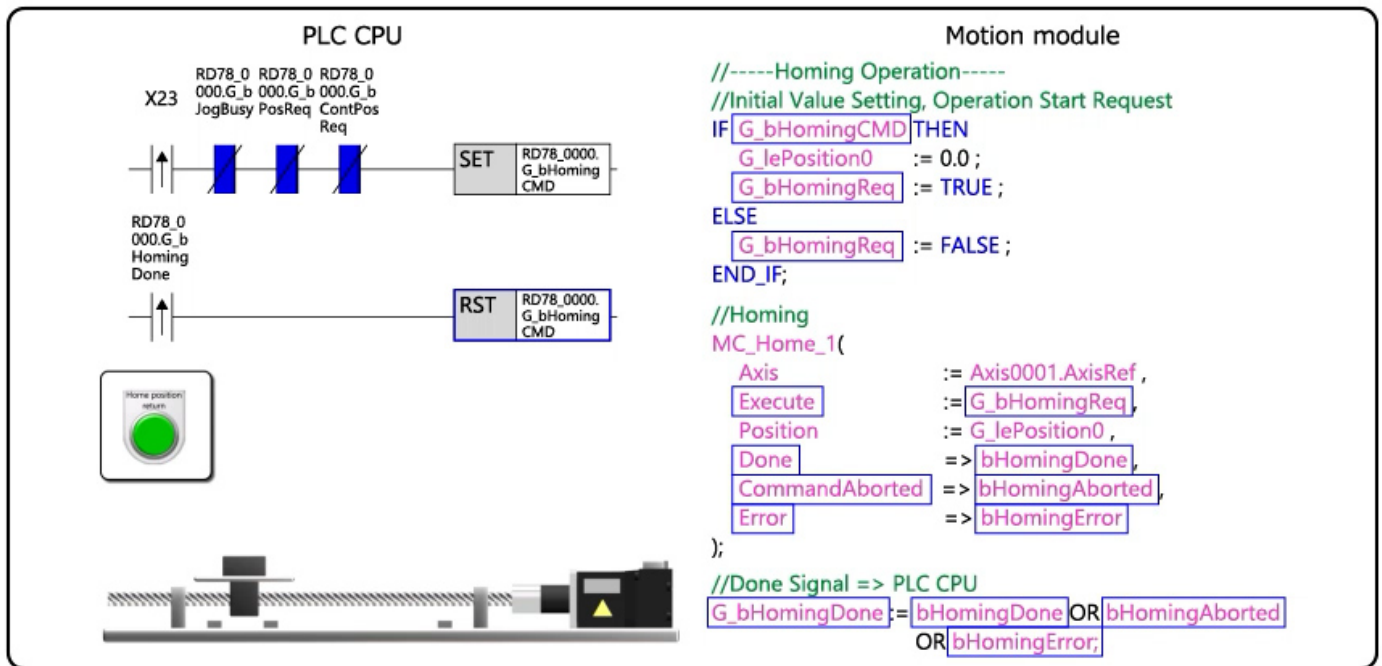 PLC CPU
X23
RD78_0
000.G_b
JogBusy
RD78_0
000.G_b
PosReq
RD78_0
000.G_b
ContPos
Req
SET
RD78_0000.
G_bHoming
CMD
RD78_0
000.G_b
Homing
Done
RST
RD78_0000.
G_bHoming
CMD
Home position
return
Motion module
//-----Homing Operation-----
//Initial Value Setting, Operation Start Request
IF G_bHomingCMD THEN
G_lePosition0 := 0.0 ;
G_bHomingReq := TRUE ;
ELSE
G_bHomingReq := FALSE ;
END_IF;
//Homing
MC_Home_1(
Axis := Axis0001.AxisRef ,
Execute := G_bHomingReq ,
Position := G_lePosition0 ,
Done => bHomingDone ,
CommandAborted => bHomingAborted ,
Error => bHomingError
);
//Done Signal => PLC CPU
G_bHomingDone := bHomingDone OR bHomingAborted
OR bHomingError;